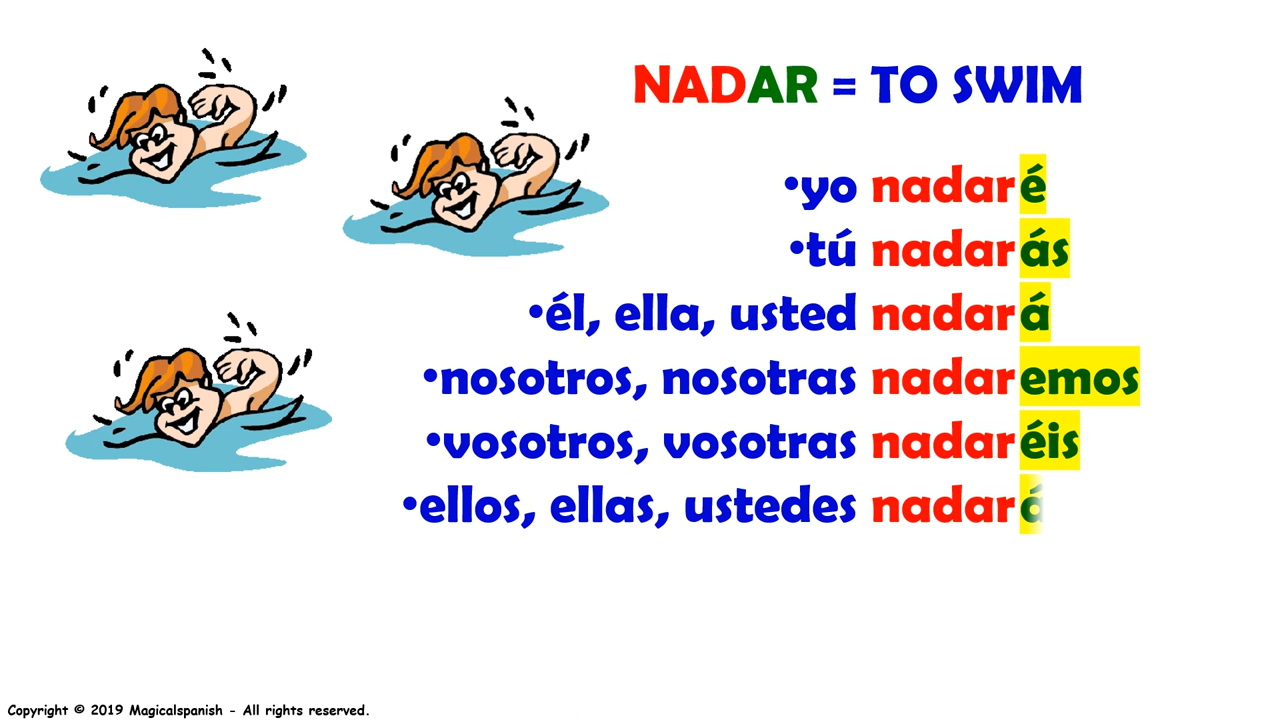 NADAR = TO SWIM
•yo nadaré
•tú nadarás
•él, ella, usted nadará
•nosotros, nosotras nadaremos
•vosotros, vosotras nadaréis
•ellos, ellas, ustedes nadará
Copyright © 2019 Magicalspanish - All rights reserved.